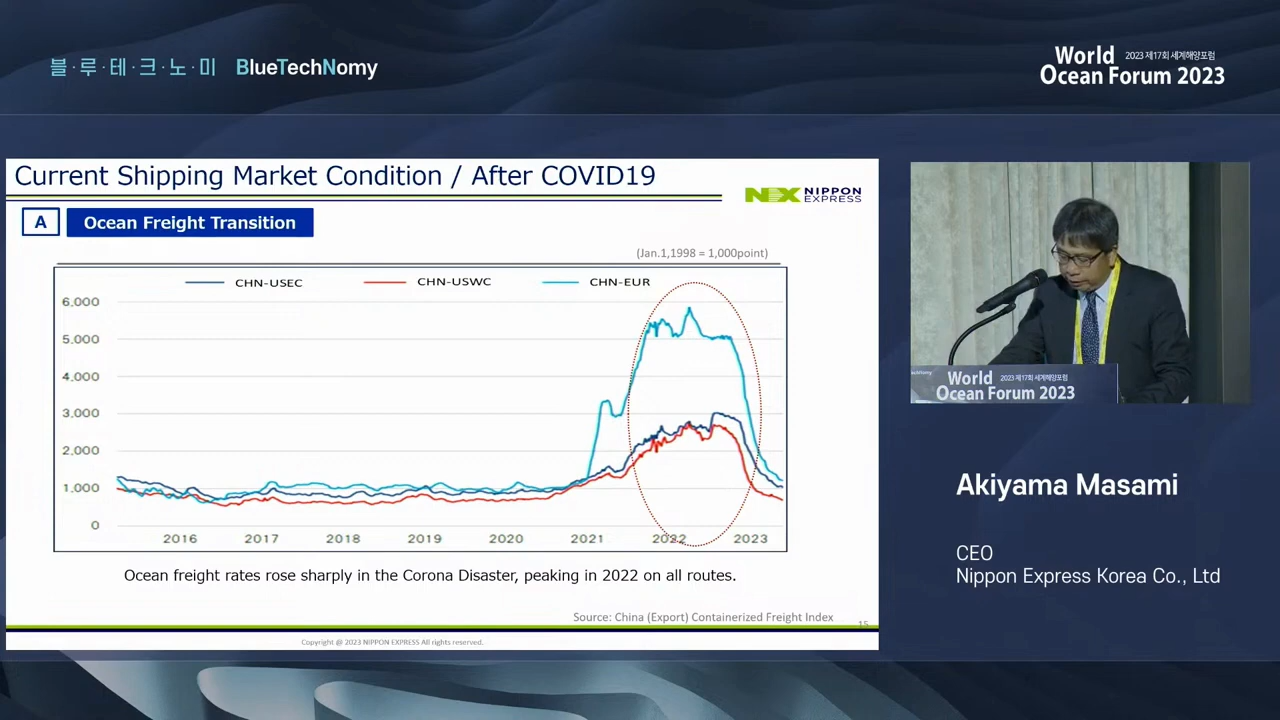 블·루·테·크·노·미 BlueTechNomy
World 2023 제17회 세계해양포럼
Ocean Forum 2023
Current Shipping Market Condition / After COVID19
NX NIPPON
EXPRESS
A Ocean Freight Transition
(Jan.1,1998 = 1,000point)
CHN-USEC CHN-USWC CHN-EUR
6,000
5,000
4,000
3,000
2,000
1,000
0
2016 2017 2018 2019 2020 2021 2022 2023
Ocean freight rates rose sharply in the Corona Disaster, peaking in 2022 on all routes.
Source: China (Export) Containerized Freight Index
15
Copyright @ 2023 NIPPON EXPRESS All rights reserved.
World 2023 제17회 세계해양포럼
Ocean Forum 2023
Akiyama Masami
CEO
Nippon Express Korea Co., Ltd